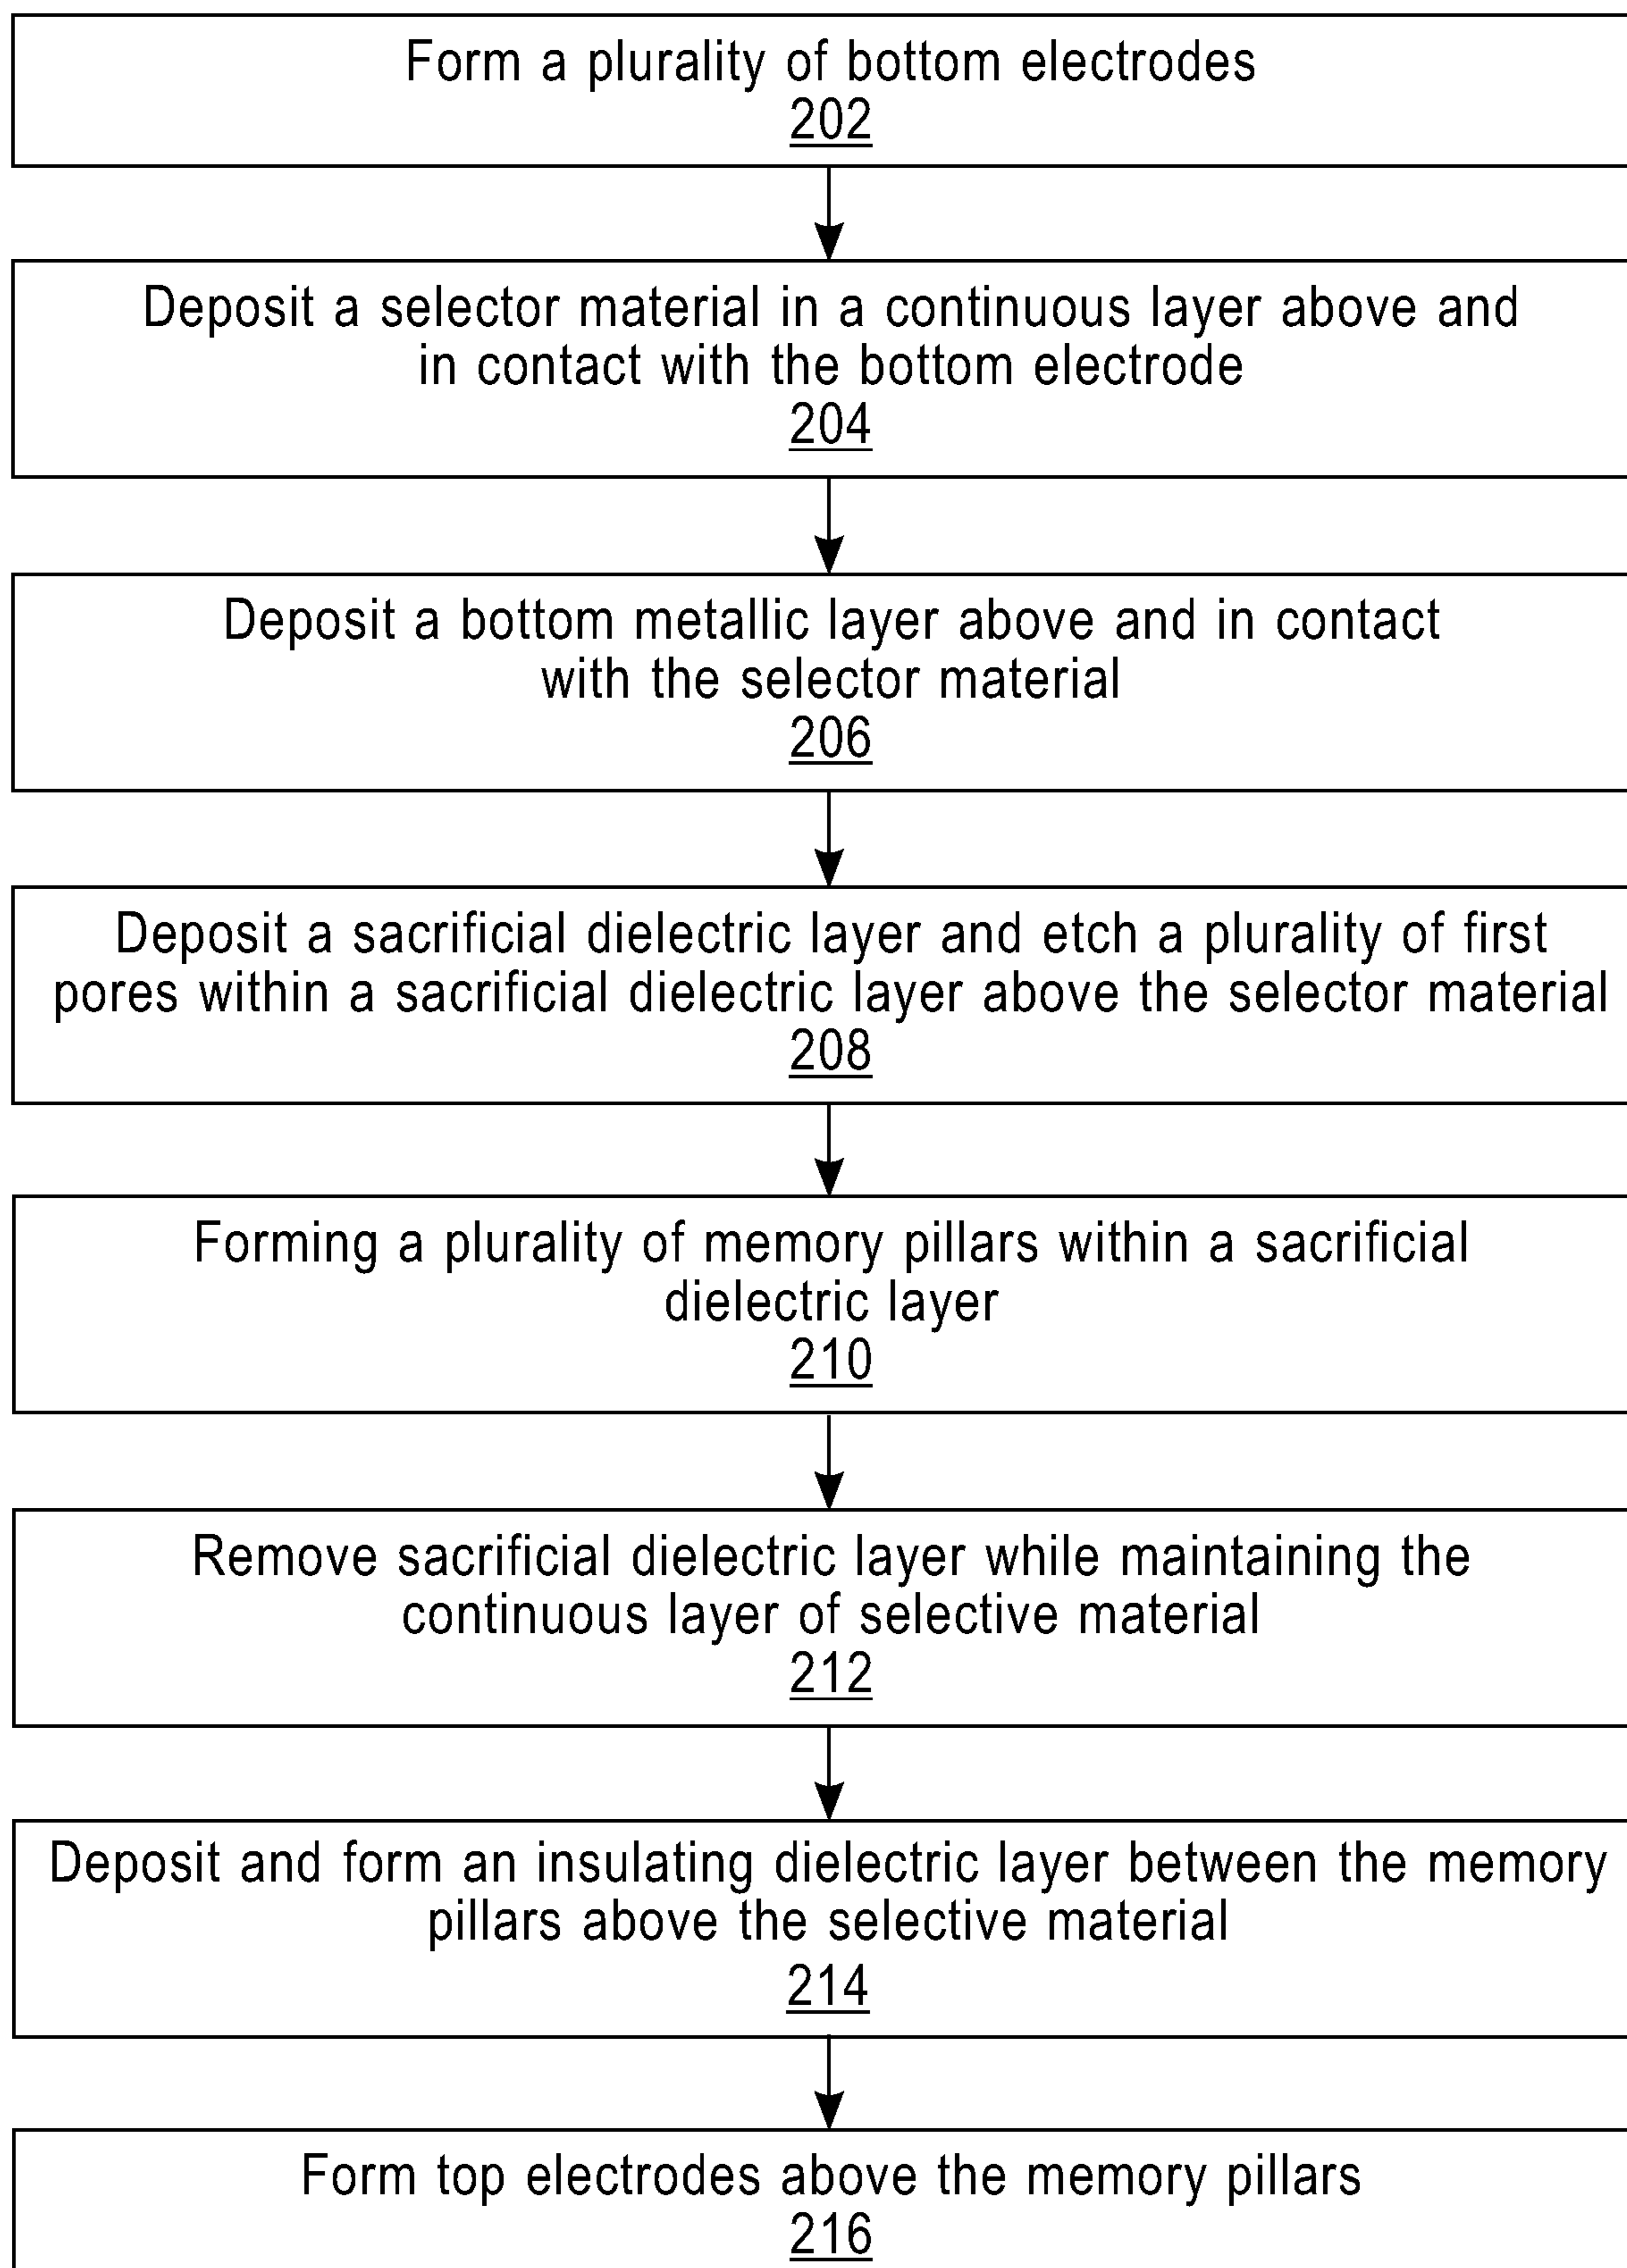 Form a plurality of bottom electrodes
202
Deposit a selector material in a continuous layer above and
in contact with the bottom electrode
204
Deposit a bottom metallic layer above and in contact
with the selector material
206
Deposit a sacrificial dielectric layer and etch a plurality of first
pores within a sacrificial dielectric layer above the selector material
208
Forming a plurality of memory pillars within a sacrificial
dielectric layer
210
Remove sacrificial dielectric layer while maintaining the
continuous layer of selective material
212
Deposit and form an insulating dielectric layer between the memory
pillars above the selective material
214
Form top electrodes above the memory pillars
216